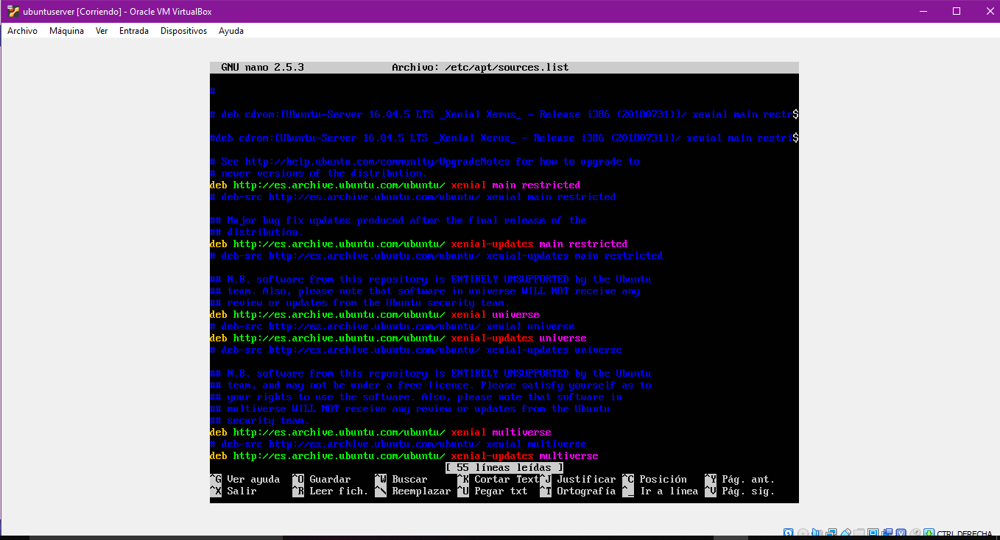 ubuntuserver [Corriendo] - Oracle VM VirtualBox
Archivo Máquina Ver Entrada Dispositivos Ayuda
GNU nano 2.5.3 Archivo: /etc/apt/sources.list
#
# deb cdrom:[Ubuntu-Server 16.04.5 LTS _Xenial Xerus_ - Release i386 (20180731)]/ xenial main restr$
#deb cdrom:[Ubuntu-Server 16.04.5 LTS _Xenial Xerus_ - Release i386 (20180731)]/ xenial main restri$
# See http://help.ubuntu.com/community/UpgradeNotes for how to upgrade to
# newer versions of the distribution.
deb http://es.archive.ubuntu.com/ubuntu/ xenial main restricted
# deb-src http://es.archive.ubuntu.com/ubuntu/ xenial main restricted
## Major bug fix updates produced after the final release of the
## distribution.
deb http://es.archive.ubuntu.com/ubuntu/ xenial-updates main restricted
# deb-src http://es.archive.ubuntu.com/ubuntu/ xenial-updates main restricted
## N.B. software from this repository is ENTIRELY UNSUPPORTED by the Ubuntu
## team. Also, please note that software in universe WILL NOT receive any
## review or updates from the Ubuntu security team.
deb http://es.archive.ubuntu.com/ubuntu/ xenial universe
# deb-src http://es.archive.ubuntu.com/ubuntu/ xenial universe
deb http://es.archive.ubuntu.com/ubuntu/ xenial-updates universe
# deb-src http://es.archive.ubuntu.com/ubuntu/ xenial-updates universe
## N.B. software from this repository is ENTIRELY UNSUPPORTED by the Ubuntu
## team, and may not be under a free licence. Please satisfy yourself as to
## your rights to use the software. Also, please note that software in
## multiverse WILL NOT receive any review or updates from the Ubuntu
## security team.
deb http://es.archive.ubuntu.com/ubuntu/ xenial multiverse
# deb-src http://es.archive.ubuntu.com/ubuntu/ xenial multiverse
deb http://es.archive.ubuntu.com/ubuntu/ xenial-updates multiverse
[ 55 líneas leídas ]
^G Ver ayuda ^O Guardar ^W Buscar ^K Cortar Text ^J Justificar ^C Posición ^Y Pág. ant.
^X Salir ^R Leer fich. ^\ Reemplazar ^U Pegar txt ^T Ortografía ^_ Ir a línea ^V Pág. sig.
CTRL DERECHA